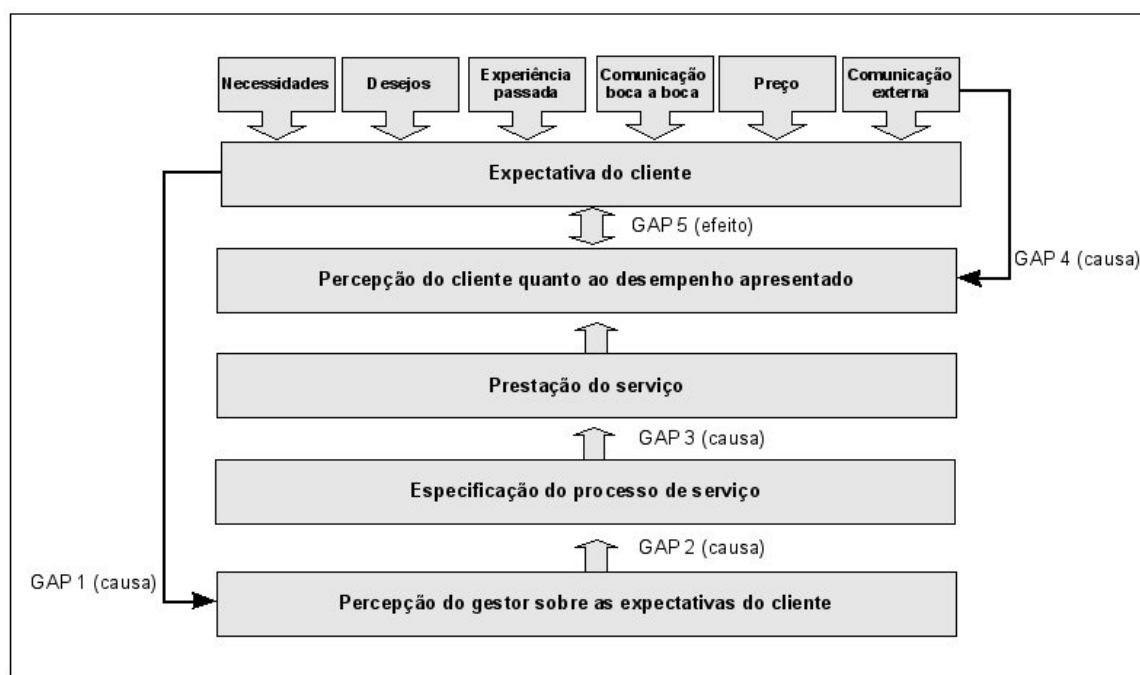 Necessidades
Desejos
Experiência
passada
Comunicação
boca a boca
Preço
Comunicação
externa
Expectativa do cliente
GAP 5 (efeito)
GAP 4 (causa)
Percepção do cliente quanto ao desempenho apresentado
Prestação do serviço
GAP 3 (causa)
Especificação do processo de serviço
GAP 2 (causa)
GAP 1 (causa)
Percepção do gestor sobre as expectativas do cliente